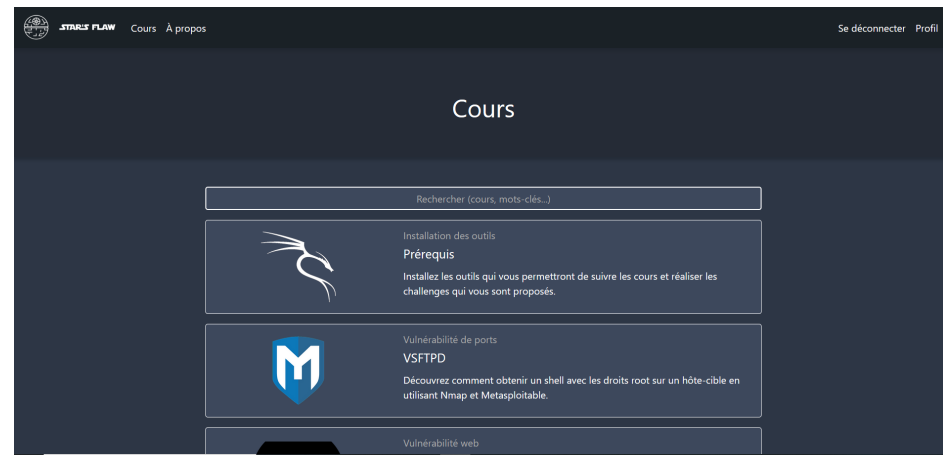 STAR'S FLAW Cours À propos Se déconnecter Profil
Cours
Rechercher (cours, mots-clés...)
Installation des outils
Prérequis
Installez les outils qui vous permettront de suivre les cours et réaliser les
challenges qui vous sont proposés.
Vulnérabilité de ports
VSFTPD
Découvrez comment obtenir un shell avec les droits root sur un hôte-cible en
utilisant Nmap et Metasploitable.
Vulnérabilité web